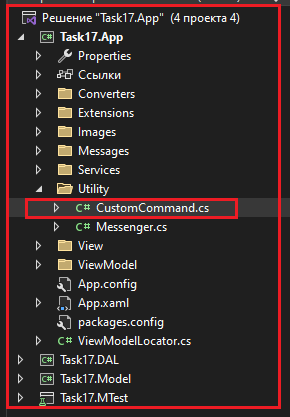 Решение "Task17.App" (4 проекта 4)
C# Task17.App
Properties
Ссылки
Converters
Extensions
Images
Messages
Services
Utility
C# CustomCommand.cs
C# Messenger.cs
View
ViewModel
App.config
App.xaml
packages.config
C# ViewModelLocator.cs
C# Task17.DAL
C# Task17.Model
Task17.MTest